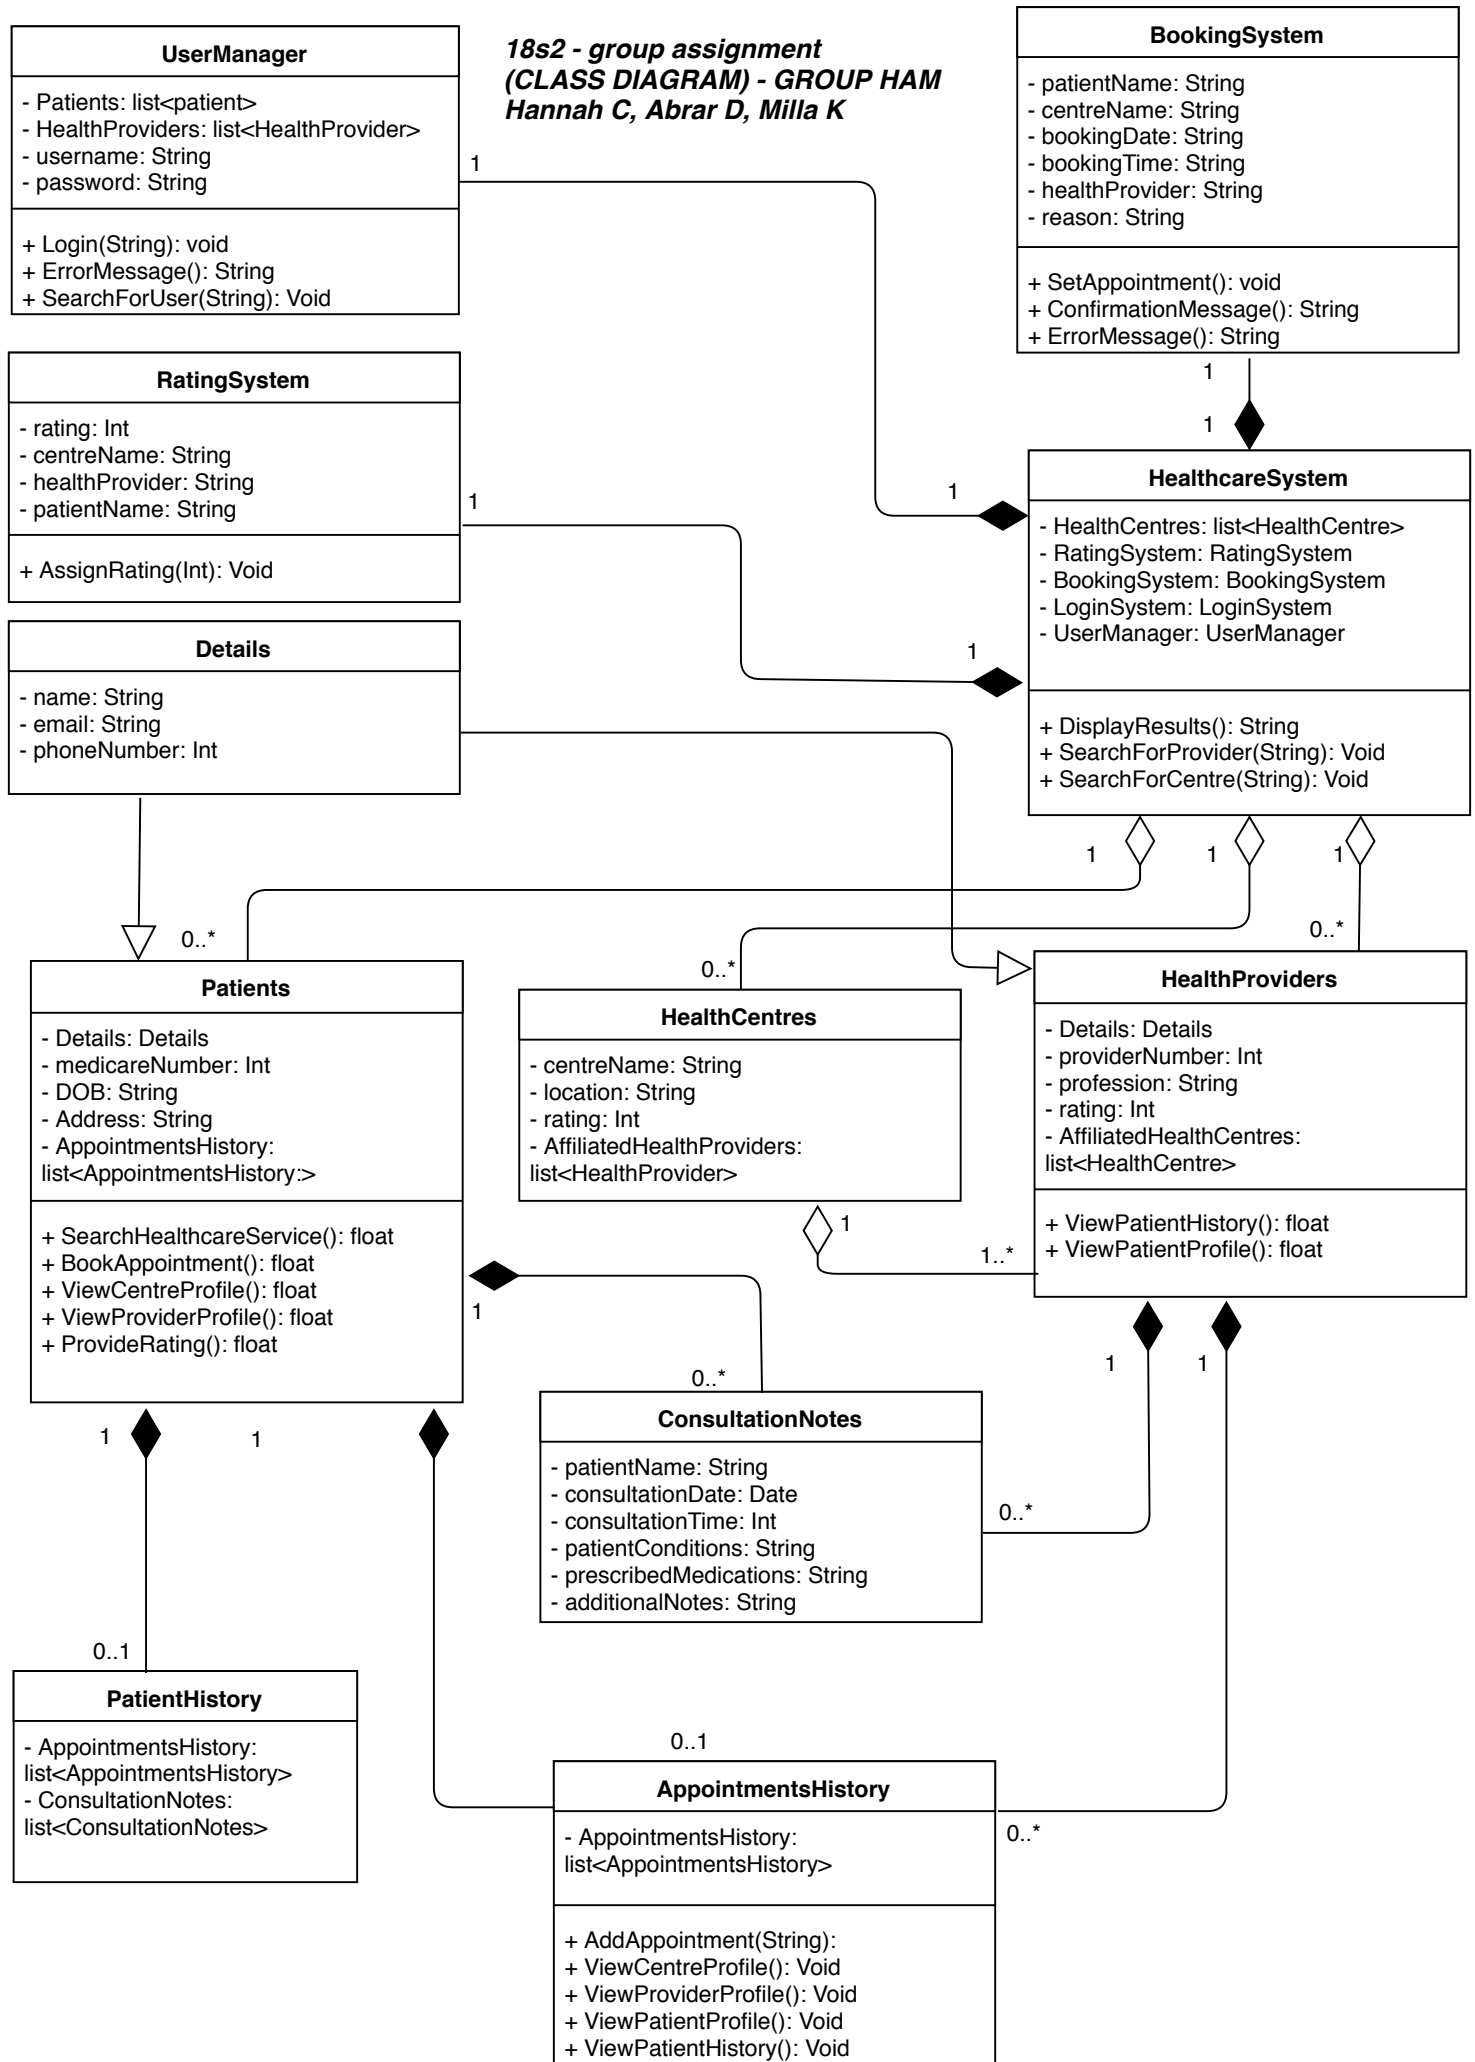 18s2 - group assignment
(CLASS DIAGRAM) - GROUP HAM
Hannah C, Abrar D, Milla K
UserManager
- Patients: list<patient>
- HealthProviders: list<HealthProvider>
- username: String
- password: String
+ Login(String): void
+ ErrorMessage(): String
+ SearchForUser(String): Void
1
BookingSystem
- patientName: String
- centreName: String
- bookingDate: String
- bookingTime: String
- healthProvider: String
- reason: String
+ SetAppointment(): void
+ ConfirmationMessage(): String
+ ErrorMessage(): String
1
1
RatingSystem
- rating: Int
- centreName: String
- healthProvider: String
- patientName: String
+ AssignRating(Int): Void
1
1
1
HealthcareSystem
- HealthCentres: list<HealthCentre>
- RatingSystem: RatingSystem
- BookingSystem: BookingSystem
- LoginSystem: LoginSystem
- UserManager: UserManager
+ DisplayResults(): String
+ SearchForProvider(String): Void
+ SearchForCentre(String): Void
Details
- name: String
- email: String
- phoneNumber: Int
1
1
1
0..*
0..*
0..*
Patients
- Details: Details
- medicareNumber: Int
- DOB: String
- Address: String
- AppointmentsHistory:
list<AppointmentsHistory:>
+ SearchHealthcareService(): float
+ BookAppointment(): float
+ ViewCentreProfile(): float
+ ViewProviderProfile(): float
+ ProvideRating(): float
HealthCentres
- centreName: String
- location: String
- rating: Int
- AffiliatedHealthProviders:
list<HealthProvider>
1
1..*
HealthProviders
- Details: Details
- providerNumber: Int
- profession: String
- rating: Int
- AffiliatedHealthCentres:
list<HealthCentre>
+ ViewPatientHistory(): float
+ ViewPatientProfile(): float
1
0..*
1
1
1
1
ConsultationNotes
- patientName: String
- consultationDate: Date
- consultationTime: Int
- patientConditions: String
- prescribedMedications: String
- additionalNotes: String
0..*
0..1
PatientHistory
- AppointmentsHistory:
list<AppointmentsHistory>
- ConsultationNotes:
list<ConsultationNotes>
0..1
AppointmentsHistory
- AppointmentsHistory:
list<AppointmentsHistory>
+ AddAppointment(String):
+ ViewCentreProfile(): Void
+ ViewProviderProfile(): Void
+ ViewPatientProfile(): Void
+ ViewPatientHistory(): Void
0..*